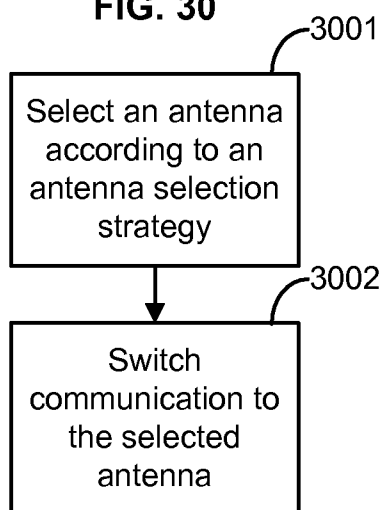 FIG. 30
3001
Select an antenna
according to an
antenna selection
strategy
3002
Switch
communication to
the selected
antenna